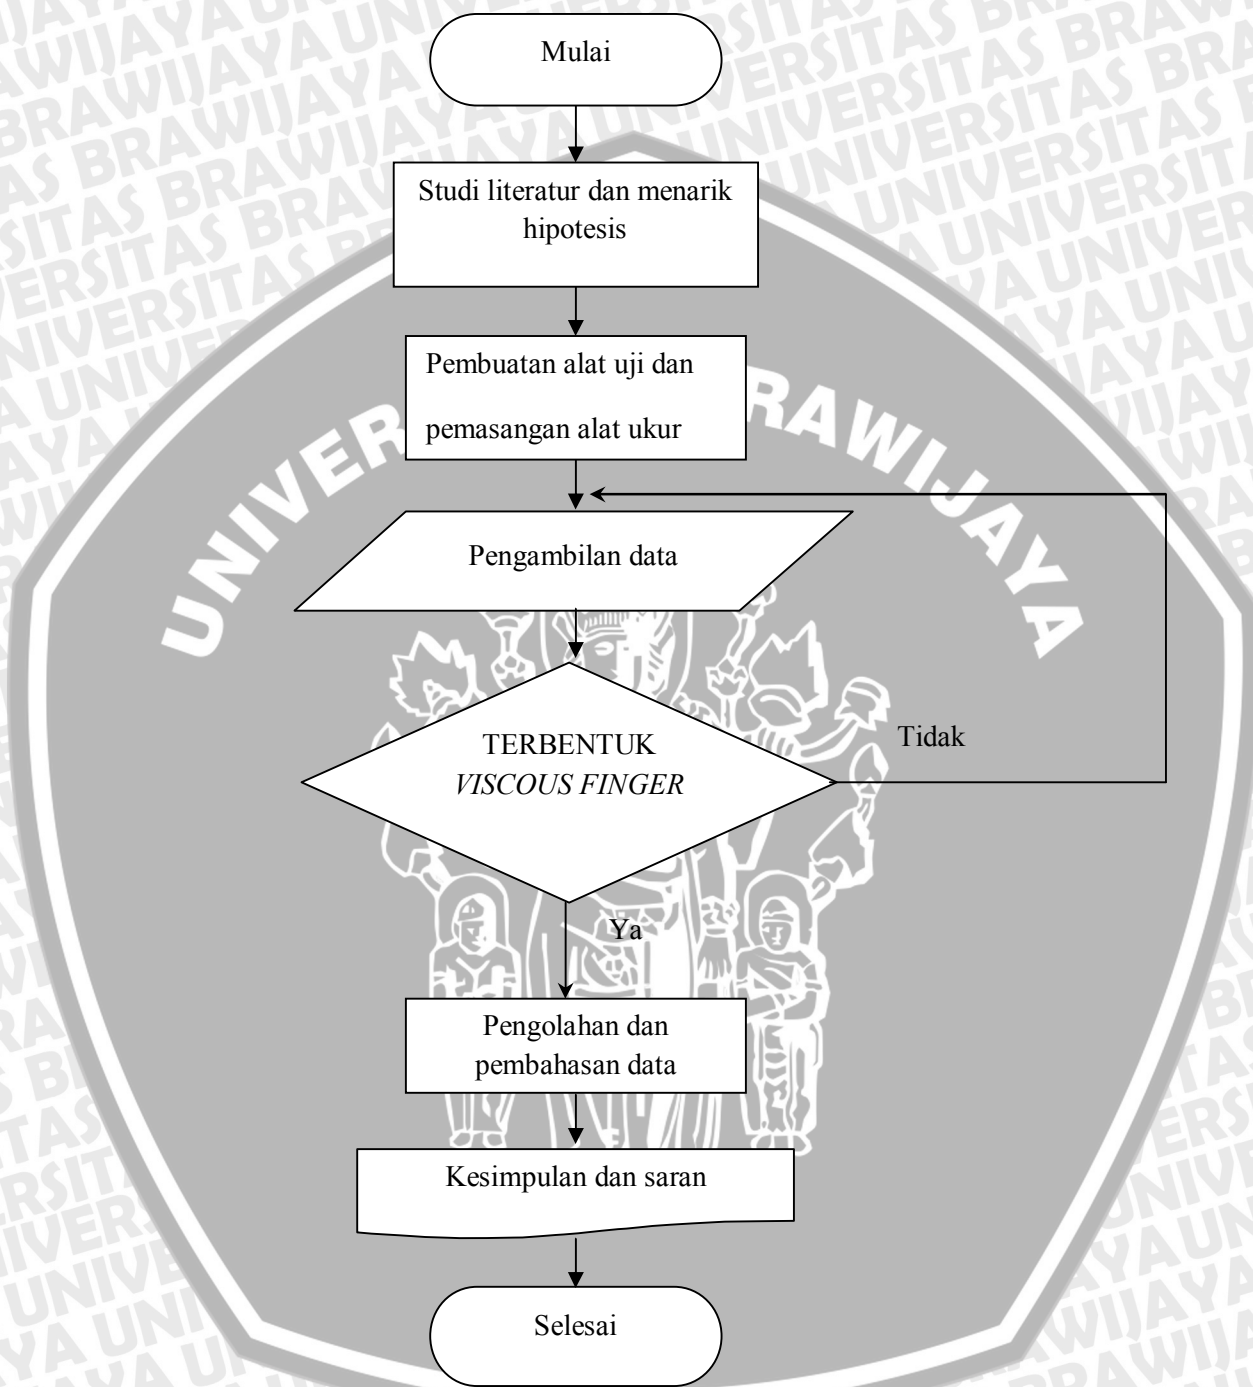 Mulai
Studi literatur dan menarik
hipotesis
Pembuatan alat uji dan
pemasangan alat ukur
Pengambilan data
TERBENTUK
VISCOUS FINGER
Tidak
Ya
Pengolahan dan
pembahasan data
Kesimpulan dan saran
Selesai